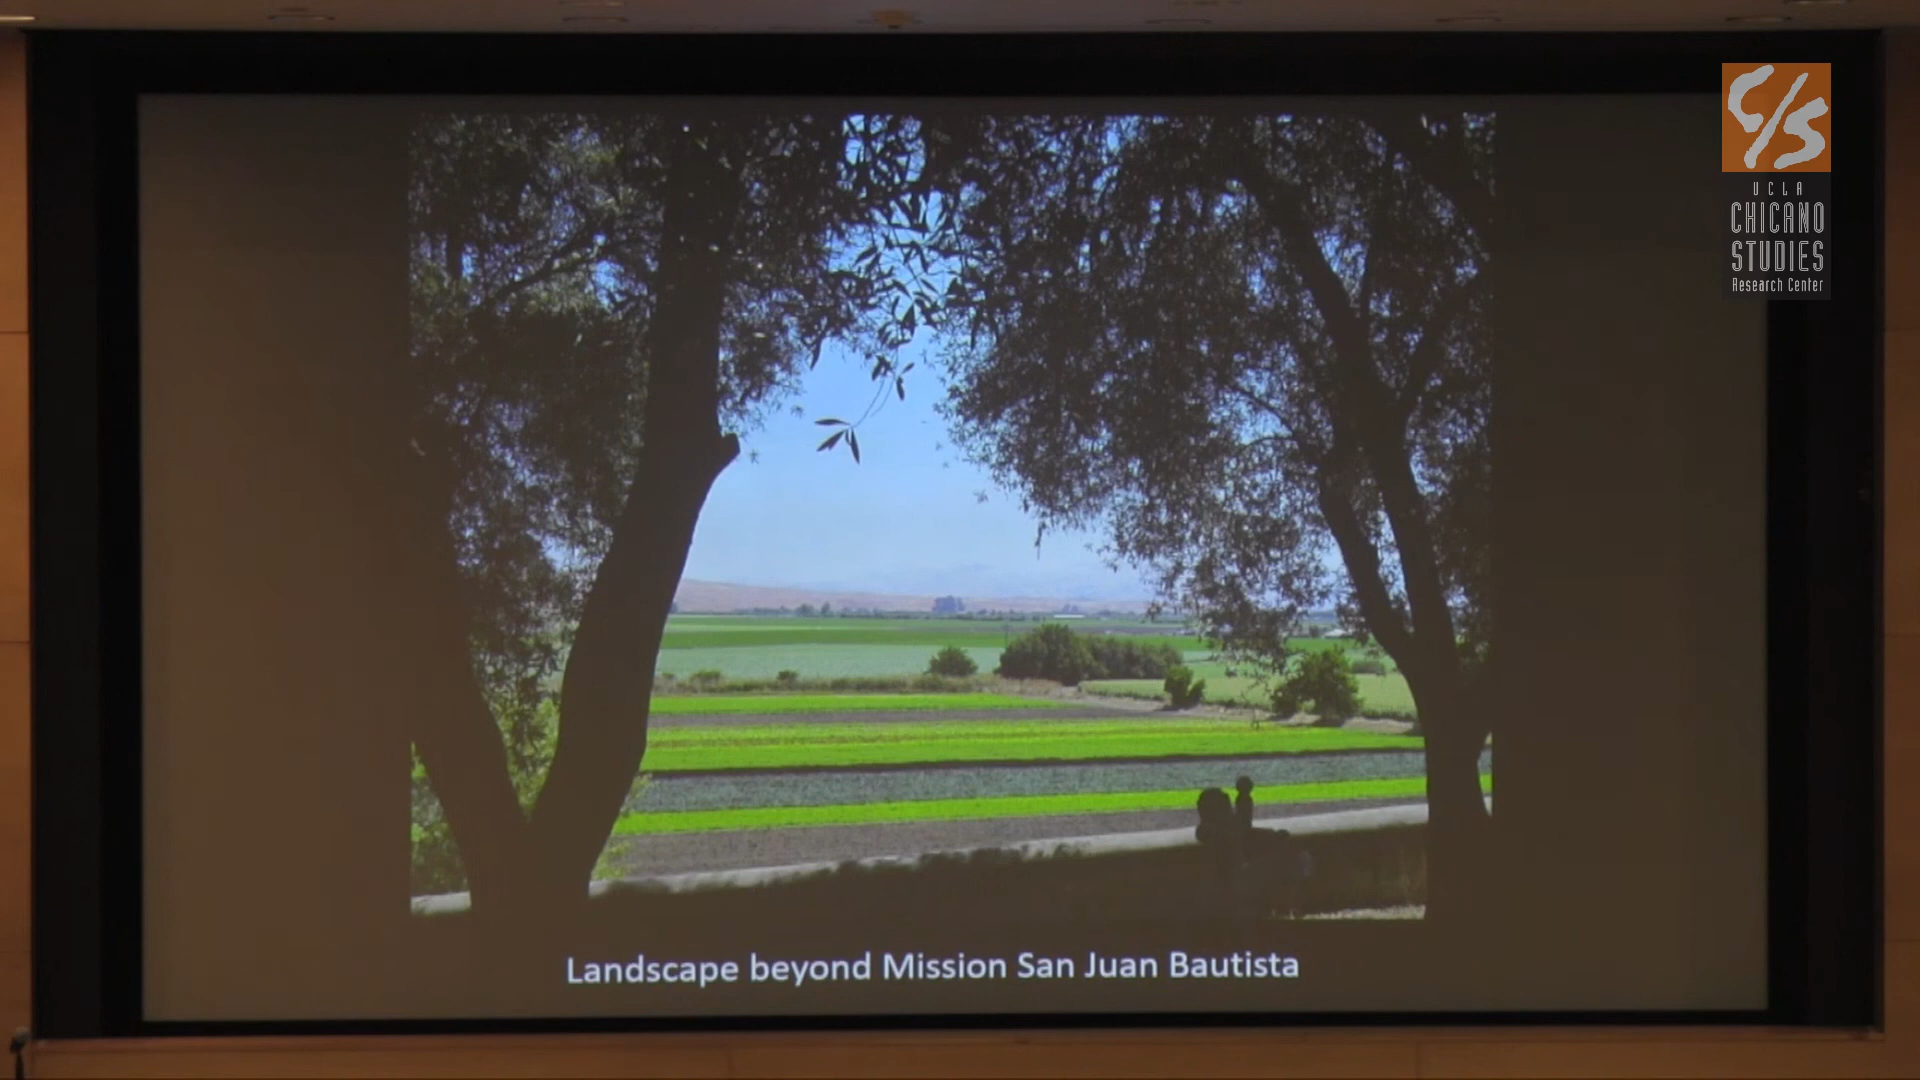 C/S
UCLA
CHICANO
STUDIES
Research Center
Landscape beyond Mission San Juan Bautista